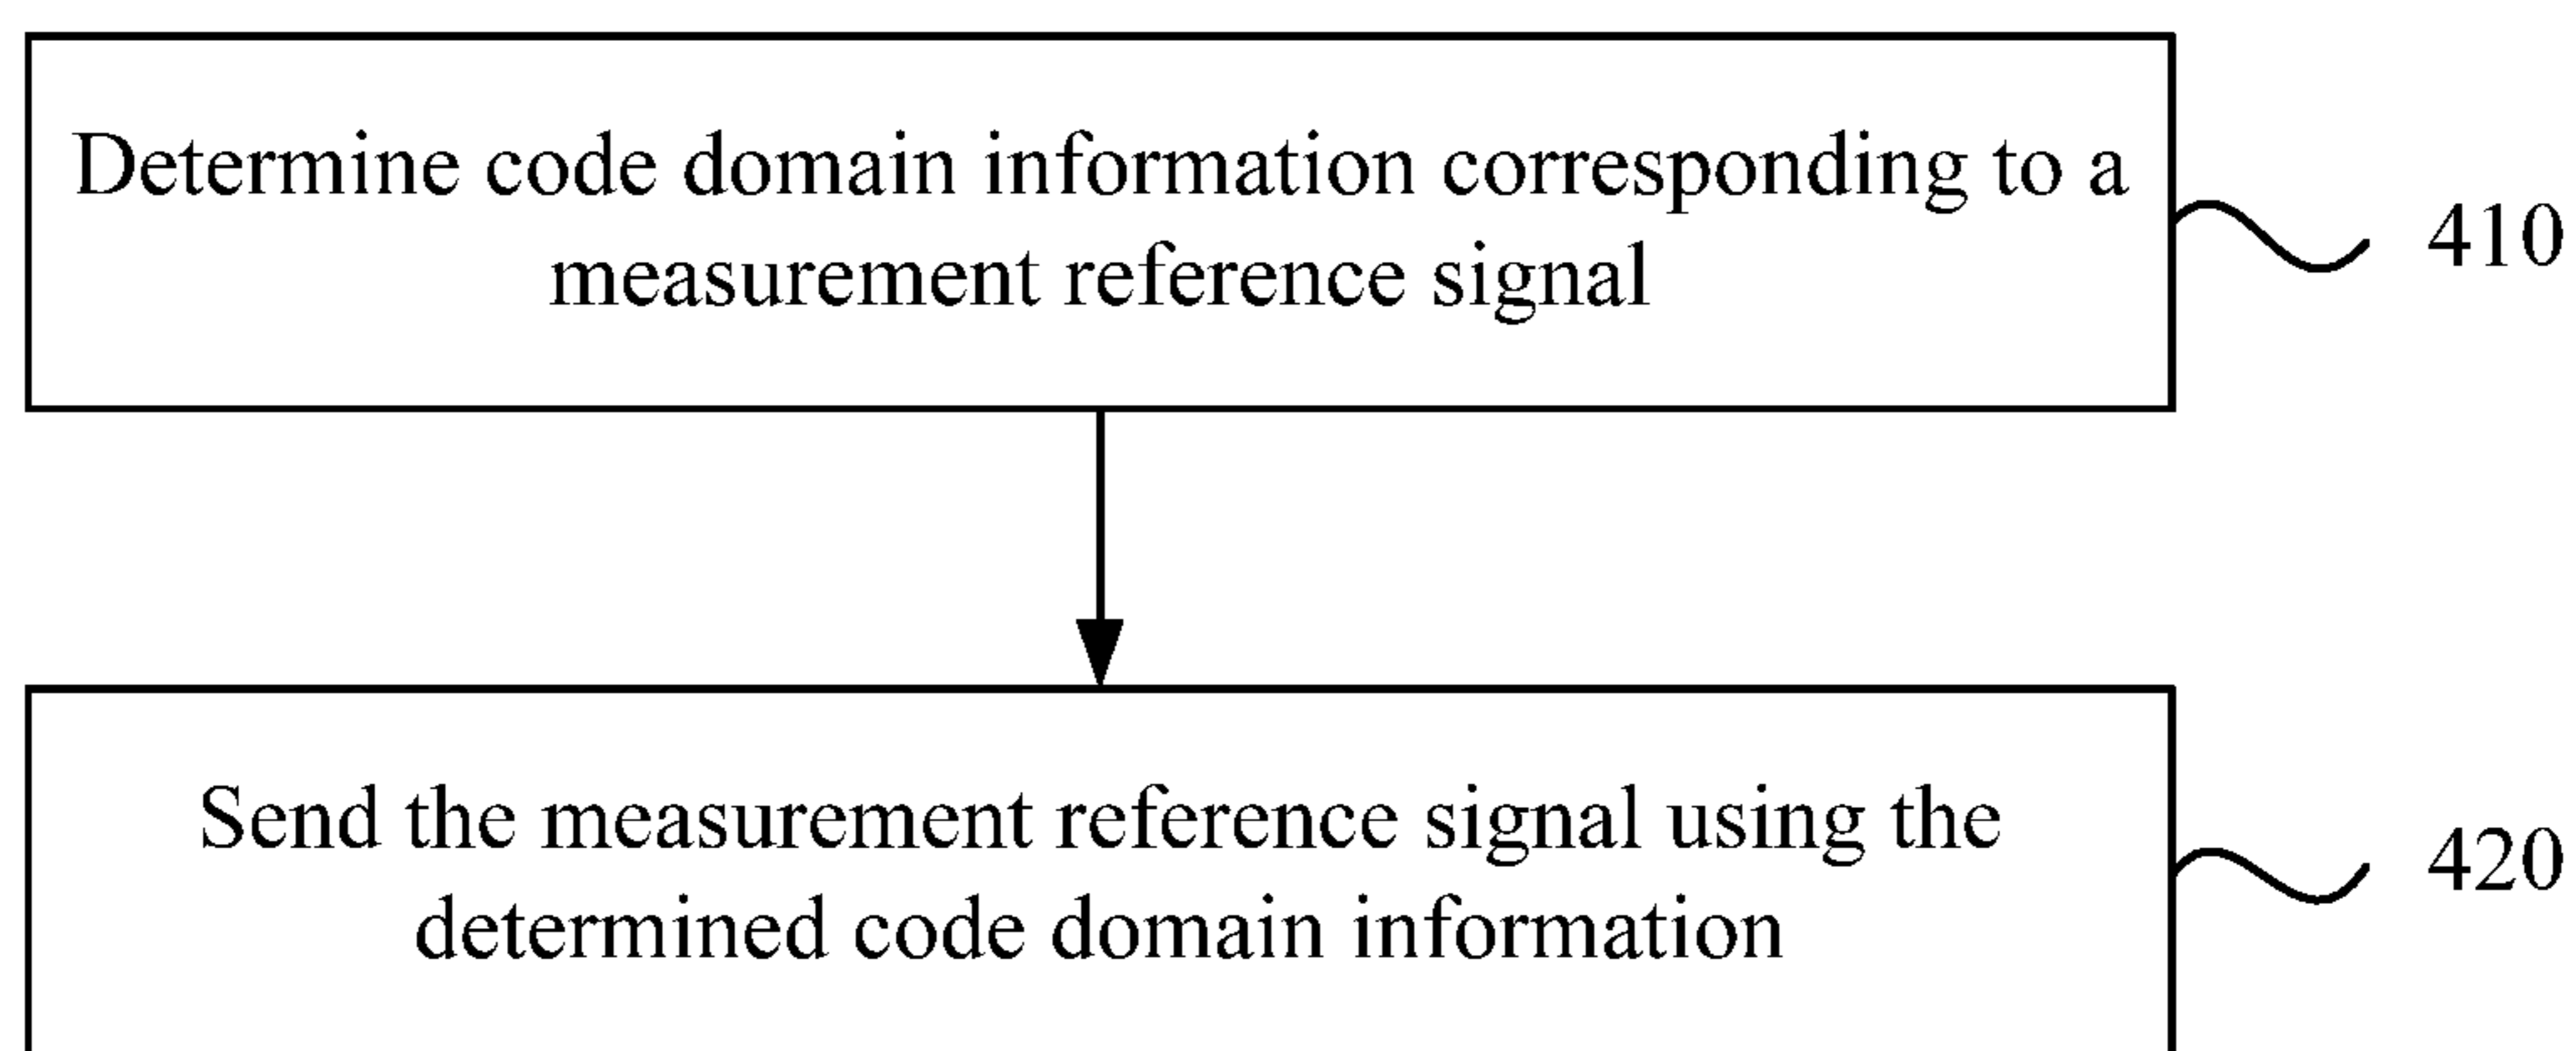 Determine code domain information corresponding to a
measurement reference signal
410
Send the measurement reference signal using the
determined code domain information
420